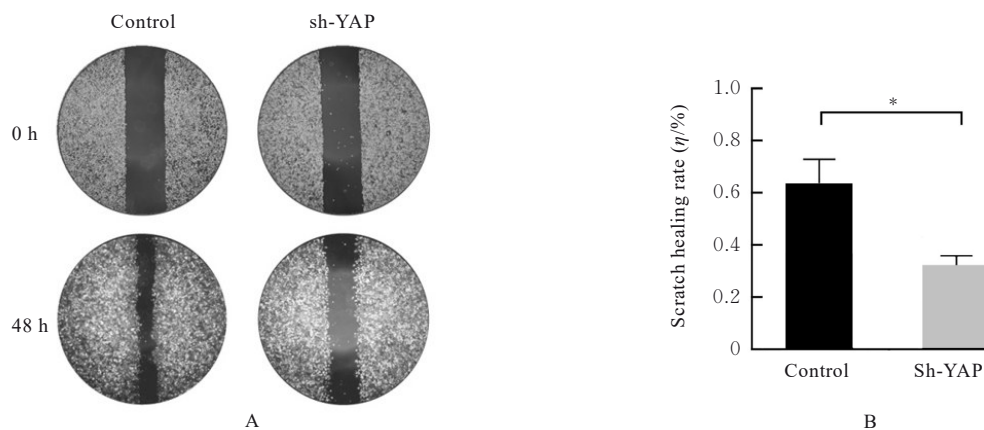 Control
sh-YAP
0 h
48 h
A
Scratch healing rate (η/%)
1.0
0.8
0.6
0.4
0.2
0
*
Control
Sh-YAP
B